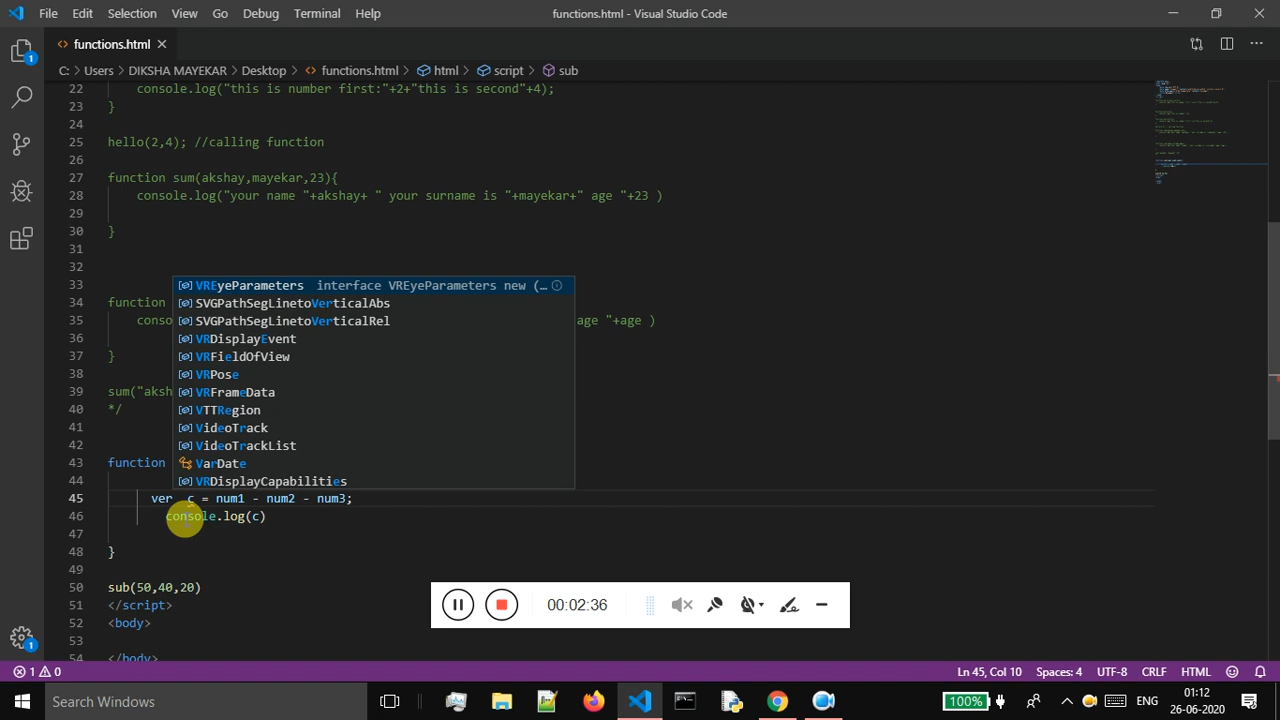 File Edit Selection View Go Debug Terminal Help functions.html - Visual Studio Code
functions.html
C: > Users > DIKSHA MAYEKAR > Desktop > functions.html > html > script > sub
22 console.log("this is number first:"+2+"this is second"+4);
23 }
24
25 hello(2,4); //calling function
26
27 function sum(akshay,mayekar,23){
28 console.log("your name "+akshay+ " your surname is "+mayekar+" age "+23 )
29
30 }
31
32
33 VREyeParameters interface VREyeParameters new (…
SVGPathSegLinetoVerticalAbs
34 function
SVGPathSegLinetoVerticalRel
35 conso age "+age )
36 VRDisplayEvent
37 } VRFieldOfView
38 VRPose
39 sum("aksh VRFrameData
40 */ VTTRegion
41 VideoTrack
42 VideoTrackList
43 function VarDate
44 VRDisplayCapabilities
45 ver c = num1 - num2 - num3;
46 console.log(c)
47
48 }
49
50 sub(50,40,20)
51 </script>
52 <body>
53
54 </body>
00:02:36
1 0 Ln 45, Col 10 Spaces: 4 UTF-8 CRLF HTML
Search Windows 100% ENG 01:12
26-06-2020